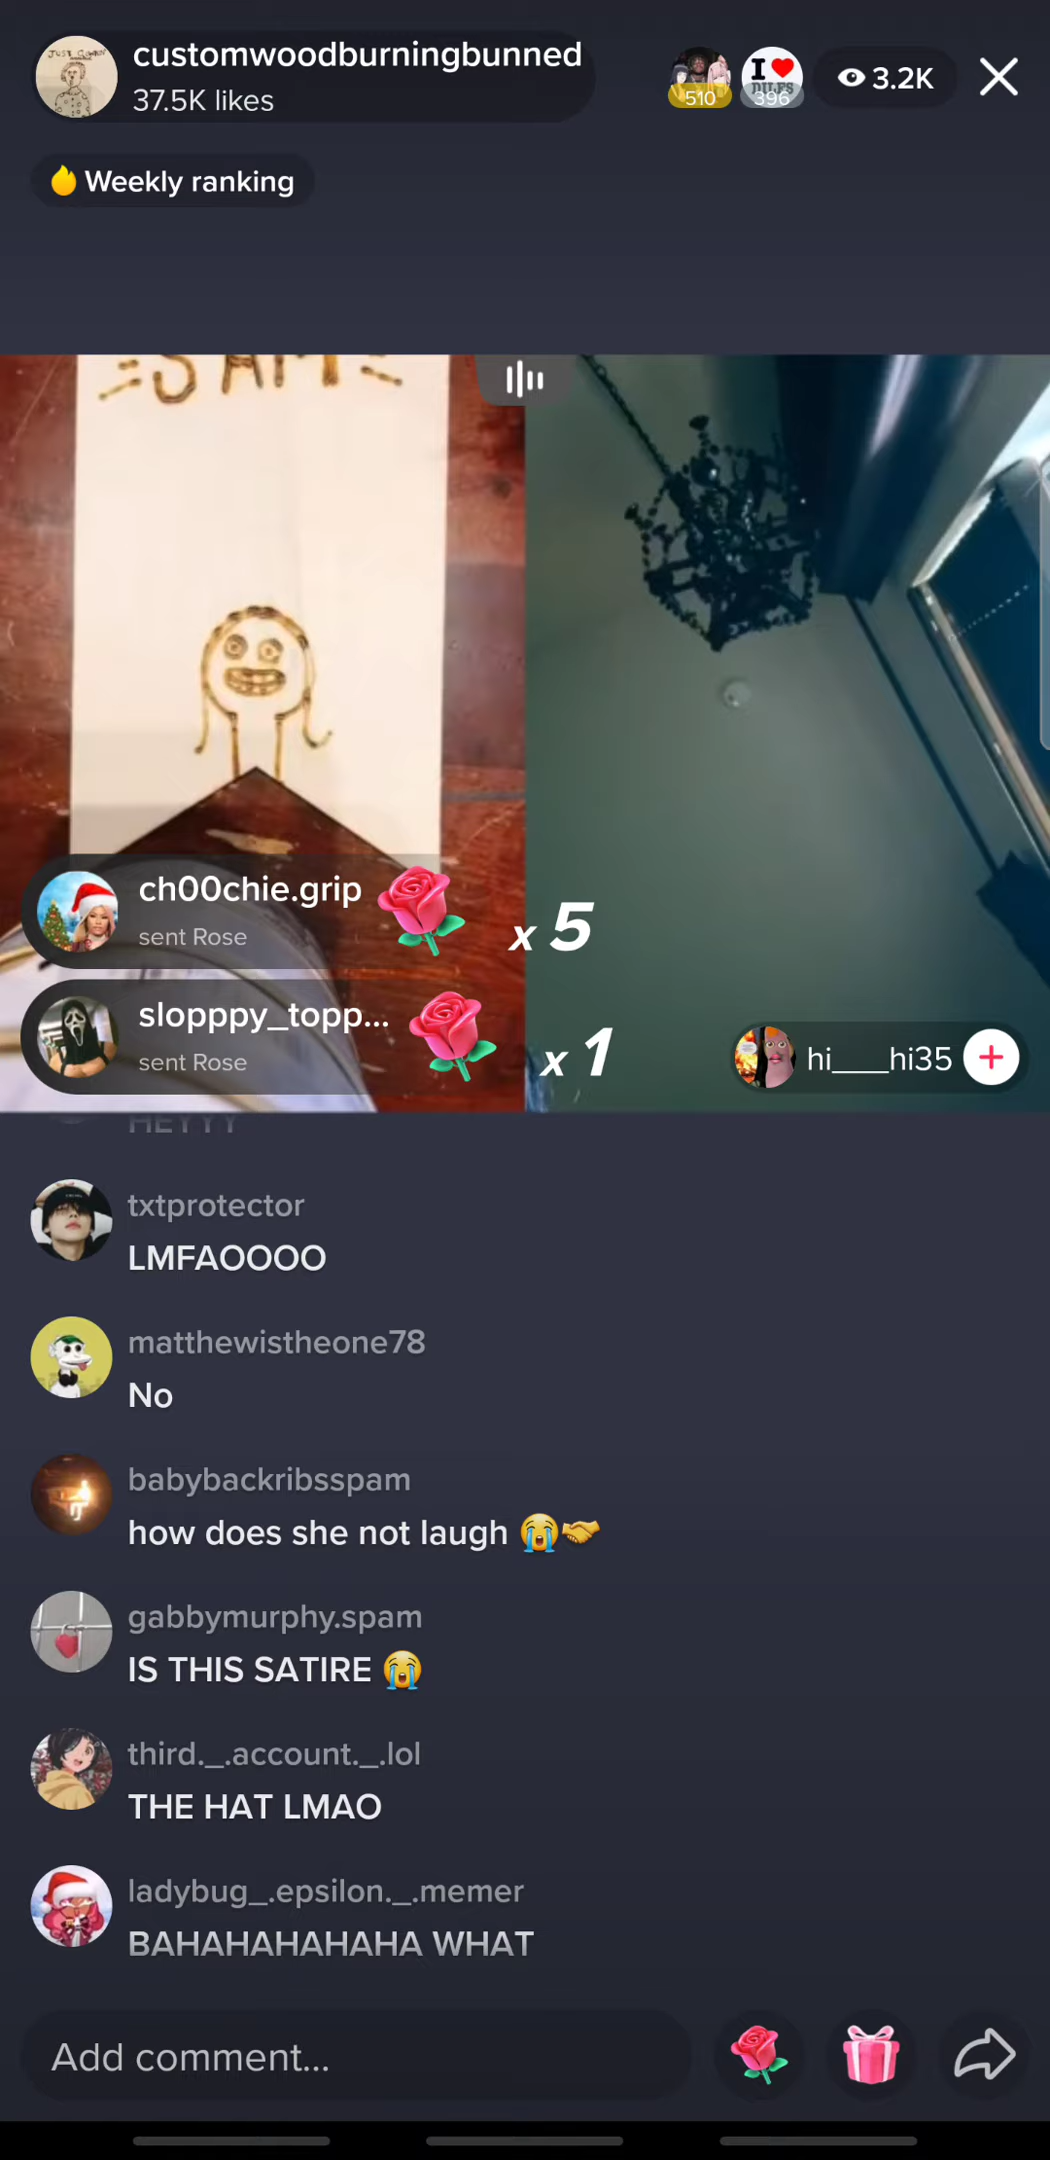 customwoodburningbunned
37.5K likes
510
I ❤️
DILFS
396
3.2K
Weekly ranking
=SAM=
ch00chie.grip
sent Rose
x 5
slopppy_topp...
sent Rose
x 1
hi___hi35
HEYYY
txtprotector
LMFAOOOO
matthewistheone78
No
babybackribsspam
how does she not laugh 😭🤝
gabbymurphy.spam
IS THIS SATIRE 😭
third._.account._.lol
THE HAT LMAO
ladybug_.epsilon._.memer
BAHAHAHAHAHA WHAT
Add comment...